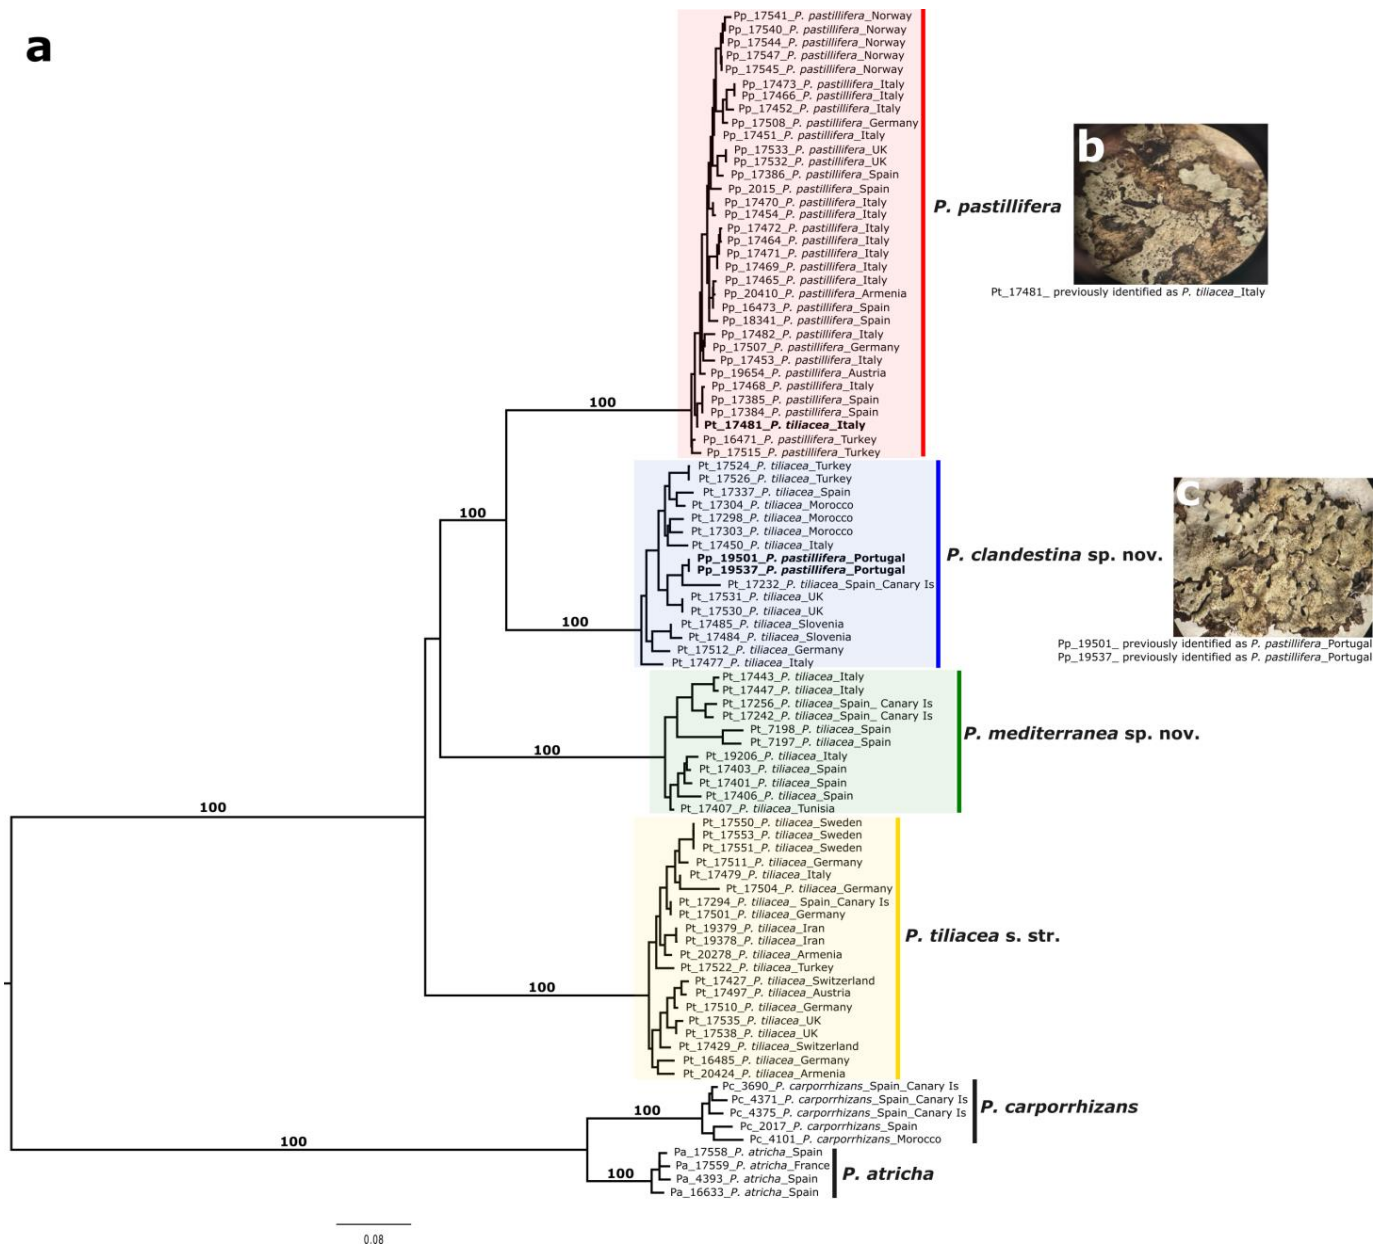 a
Pp_17541_P. pastillifera_Norway
Pp_17540_P. pastillifera_Norway
Pp_17544_P. pastillifera_Norway
Pp_17547_P. pastillifera_Norway
Pp_17545_P. pastillifera_Norway
Pp_17473_P. pastillifera_Italy
Pp_17466_P. pastillifera_Italy
Pp_17452_P. pastillifera_Italy
Pp_17508_P. pastillifera_Germany
Pp_17451_P. pastillifera_Italy
Pp_17533_P. pastillifera_UK
Pp_17532_P. pastillifera_UK
Pp_17386_P. pastillifera_Spain
Pp_2015_P. pastillifera_Spain
Pp_17470_P. pastillifera_Italy
Pp_17454_P. pastillifera_Italy
Pp_17472_P. pastillifera_Italy
Pp_17464_P. pastillifera_Italy
Pp_17471_P. pastillifera_Italy
Pp_17469_P. pastillifera_Italy
Pp_17465_P. pastillifera_Italy
Pp_20410_P. pastillifera_Armenia
Pp_16473_P. pastillifera_Spain
Pp_18341_P. pastillifera_Spain
Pp_17482_P. pastillifera_Italy
Pp_17507_P. pastillifera_Germany
Pp_17453_P. pastillifera_Italy
Pp_19654_P. pastillifera_Austria
Pp_17468_P. pastillifera_Italy
Pp_17385_P. pastillifera_Spain
Pp_17384_P. pastillifera_Spain
Pt_17481_P. tiliacea_Italy
Pp_16471_P. pastillifera_Turkey
Pp_17515_P. pastillifera_Turkey
100
P. pastillifera
b
Pt_17481_ previously identified as P. tiliacea_Italy
Pt_17524_P. tiliacea_Turkey
Pt_17526_P. tiliacea_Turkey
Pt_17337_P. tiliacea_Spain
Pt_17304_P. tiliacea_Morocco
Pt_17298_P. tiliacea_Morocco
Pt_17303_P. tiliacea_Morocco
Pt_17450_P. tiliacea_Italy
Pp_19501_P. pastillifera_Portugal
Pp_19537_P. pastillifera_Portugal
Pt_17232_P. tiliacea_Spain_Canary Is
Pt_17531_P. tiliacea_UK
Pt_17530_P. tiliacea_UK
Pt_17485_P. tiliacea_Slovenia
Pt_17484_P. tiliacea_Slovenia
Pt_17512_P. tiliacea_Germany
Pt_17477_P. tiliacea_Italy
100
100
P. clandestina sp. nov.
c
Pp_19501_ previously identified as P. pastillifera_Portugal
Pp_19537_ previously identified as P. pastillifera_Portugal
Pt_17443_P. tiliacea_Italy
Pt_17447_P. tiliacea_Italy
Pt_17256_P. tiliacea_Spain_ Canary Is
Pt_17242_P. tiliacea_Spain_ Canary Is
Pt_7198_P. tiliacea_Spain
Pt_7197_P. tiliacea_Spain
Pt_19206_P. tiliacea_Italy
Pt_17403_P. tiliacea_Spain
Pt_17401_P. tiliacea_Spain
Pt_17406_P. tiliacea_Spain
Pt_17407_P. tiliacea_Tunisia
100
P. mediterranea sp. nov.
100
Pt_17550_P. tiliacea_Sweden
Pt_17553_P. tiliacea_Sweden
Pt_17551_P. tiliacea_Sweden
Pt_17511_P. tiliacea_Germany
Pt_17479_P. tiliacea_Italy
Pt_17504_P. tiliacea_Germany
Pt_17294_P. tiliacea_ Spain_Canary Is
Pt_17501_P. tiliacea_Germany
Pt_19379_P. tiliacea_Iran
Pt_19378_P. tiliacea_Iran
Pt_20278_P. tiliacea_Armenia
Pt_17522_P. tiliacea_Turkey
Pt_17427_P. tiliacea_Switzerland
Pt_17497_P. tiliacea_Austria
Pt_17510_P. tiliacea_Germany
Pt_17535_P. tiliacea_UK
Pt_17538_P. tiliacea_UK
Pt_17429_P. tiliacea_Switzerland
Pt_16485_P. tiliacea_Germany
Pt_20424_P. tiliacea_Armenia
100
P. tiliacea s. str.
Pc_3690_P. carporrhizans_Spain_Canary Is
Pc_4371_P. carporrhizans_Spain_Canary Is
Pc_4375_P. carporrhizans_Spain_Canary Is
Pc_2017_P. carporrhizans_Spain
Pc_4101_P. carporrhizans_Morocco
100
P. carporrhizans
100
Pa_17558_P. atricha_Spain
Pa_17559_P. atricha_France
Pa_4393_P. atricha_Spain
Pa_16633_P. atricha_Spain
100
P. atricha
0.08